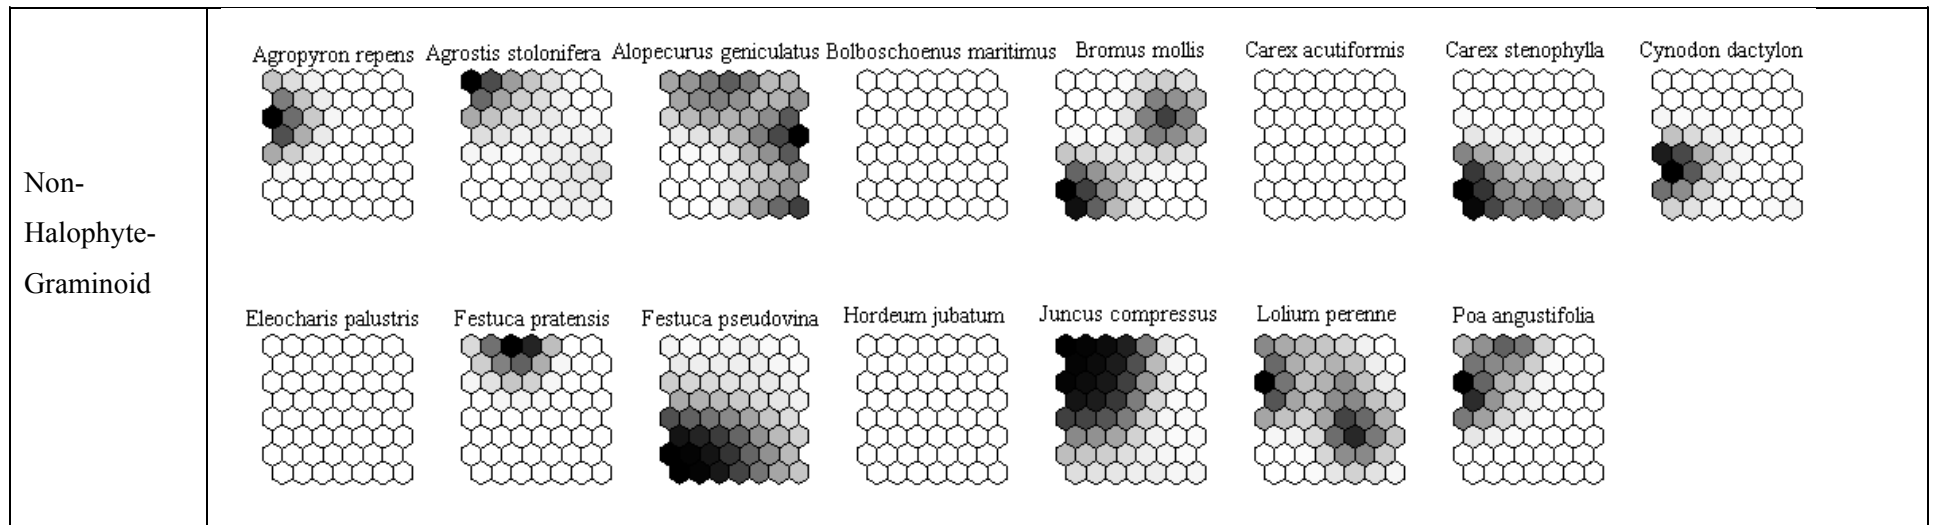 Non-
Halophyte-
Graminoid
Agropyron repens Agrostis stolonifera Alopecurus geniculatus Bolboschoenus maritimus Bromus mollis Carex acutiformis Carex stenophylla Cynodon dactylon
Eleocharis palustris Festuca pratensis Festuca pseudovina Hordeum jubatum Juncus compressus Lolium perenne Poa angustifolia